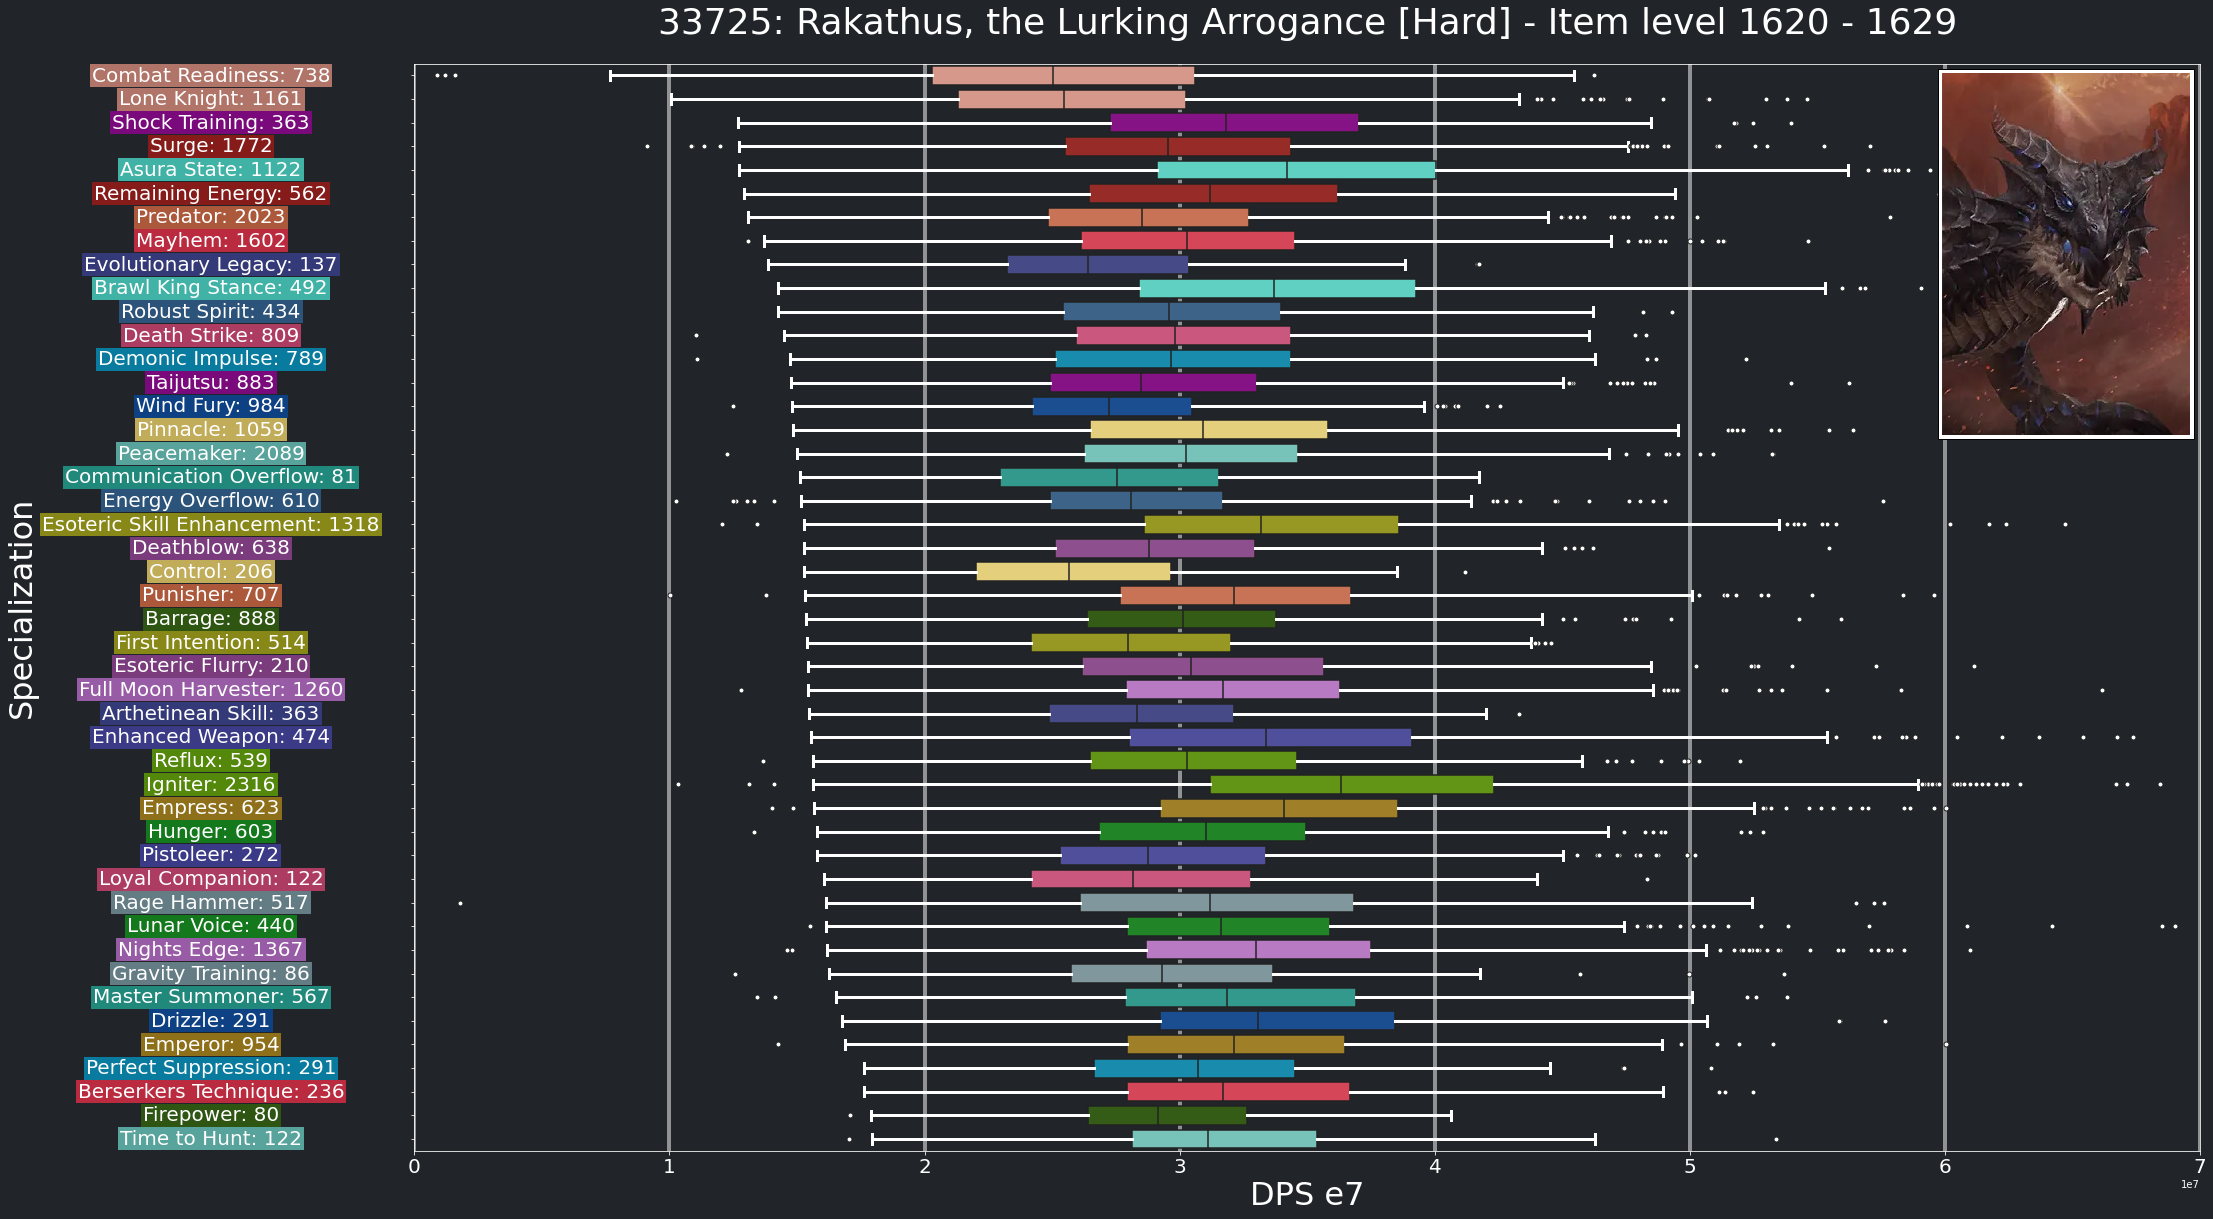 33725: Rakathus, the Lurking Arrogance [Hard] - Item level 1620 - 1629
Specialization
Combat Readiness: 738
Lone Knight: 1161
Shock Training: 363
Surge: 1772
Asura State: 1122
Remaining Energy: 562
Predator: 2023
Mayhem: 1602
Evolutionary Legacy: 137
Brawl King Stance: 492
Robust Spirit: 434
Death Strike: 809
Demonic Impulse: 789
Taijutsu: 883
Wind Fury: 984
Pinnacle: 1059
Peacemaker: 2089
Communication Overflow: 81
Energy Overflow: 610
Esoteric Skill Enhancement: 1318
Deathblow: 638
Control: 206
Punisher: 707
Barrage: 888
First Intention: 514
Esoteric Flurry: 210
Full Moon Harvester: 1260
Arthetinean Skill: 363
Enhanced Weapon: 474
Reflux: 539
Igniter: 2316
Empress: 623
Hunger: 603
Pistoleer: 272
Loyal Companion: 122
Rage Hammer: 517
Lunar Voice: 440
Nights Edge: 1367
Gravity Training: 86
Master Summoner: 567
Drizzle: 291
Emperor: 954
Perfect Suppression: 291
Berserkers Technique: 236
Firepower: 80
Time to Hunt: 122
0 1 2 3 4 5 6 7
1e7
DPS e7